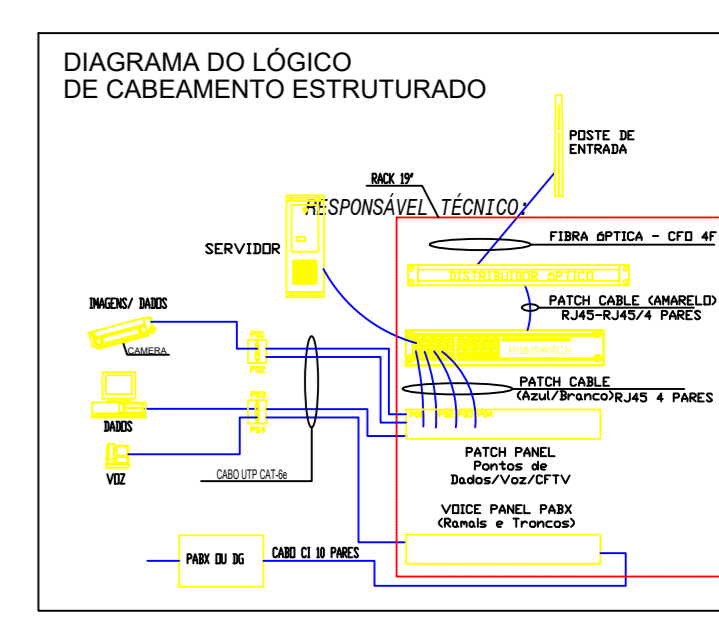 DIAGRAMA DO LÓGICO
DE CABEAMENTO ESTRUTURADO
POSTE DE
ENTRADA
RACK 19"
RESPONSÁVEL TÉCNICO:
FIBRA ÓPTICA - CFO 4F
SERVIDOR
DISTRIBUIDOR ÓPTICO
IMAGENS/ DADOS
PATCH CABLE (AMARELO)
RJ45-RJ45/4 PARES
P01
HUB/SWITCH
CAMERA
P02
PATCH CABLE
(Azul/Branco)RJ45 4 PARES
P03
P01 P02 P03 P04
DADOS
P04
PATCH PANEL
Pontos de
Dados/Voz/CFTV
VOZ
CABO UTP CAT-6e
VOICE PANEL PABX
(Ramais e Troncos)
PABX OU DG
CABO CI 10 PARES